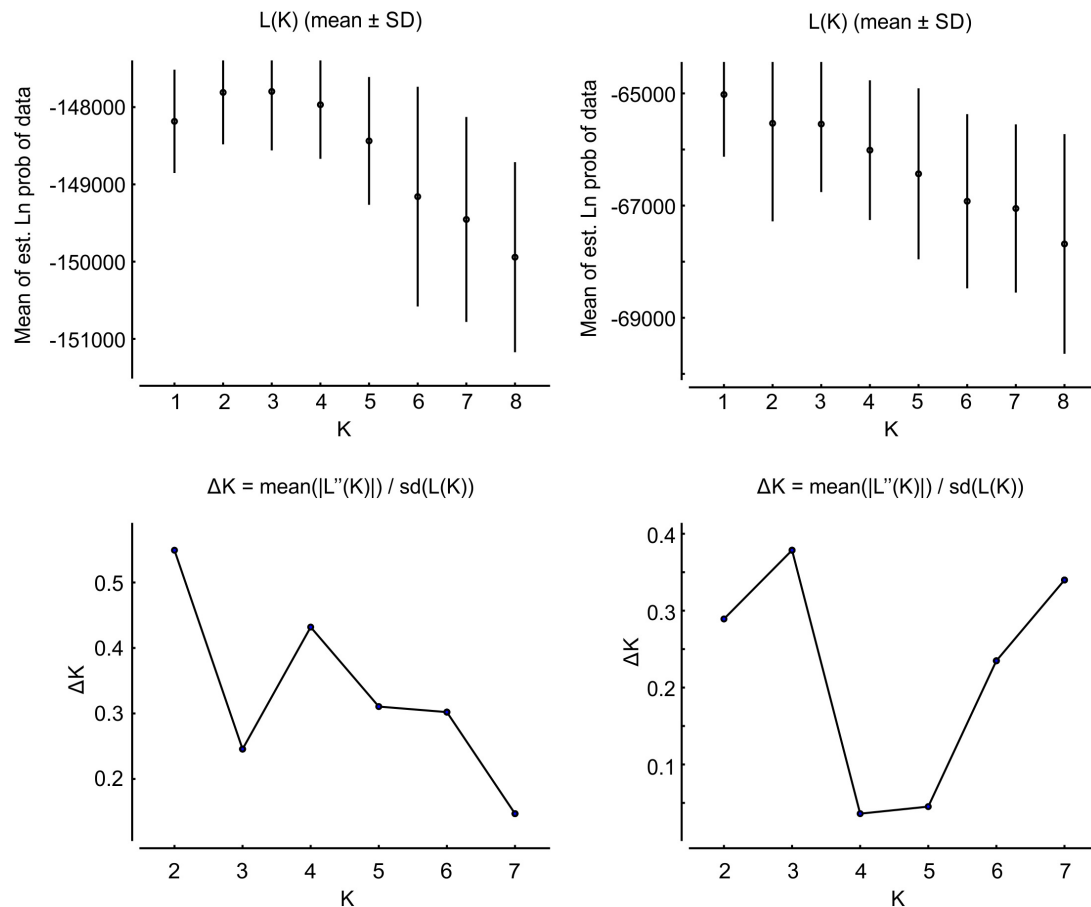 L(K) (mean ± SD)
Mean of est. Ln prob of data
-148000
-149000
-150000
-151000
1 2 3 4 5 6 7 8
K
L(K) (mean ± SD)
Mean of est. Ln prob of data
-65000
-67000
-69000
1 2 3 4 5 6 7 8
K
ΔK = mean(|L’’(K)|) / sd(L(K))
ΔK
0.5
0.4
0.3
0.2
2 3 4 5 6 7
K
ΔK = mean(|L’’(K)|) / sd(L(K))
ΔK
0.4
0.3
0.2
0.1
2 3 4 5 6 7
K